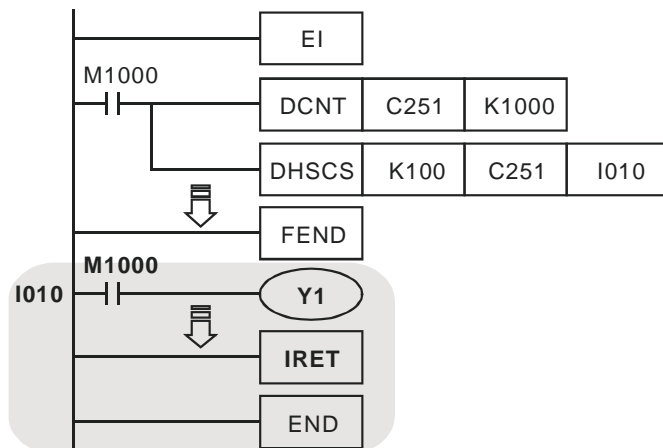 EI
M1000
DCNT C251 K1000
DHSCS K100 C251 I010
FEND
M1000
I010 Y1
IRET
END